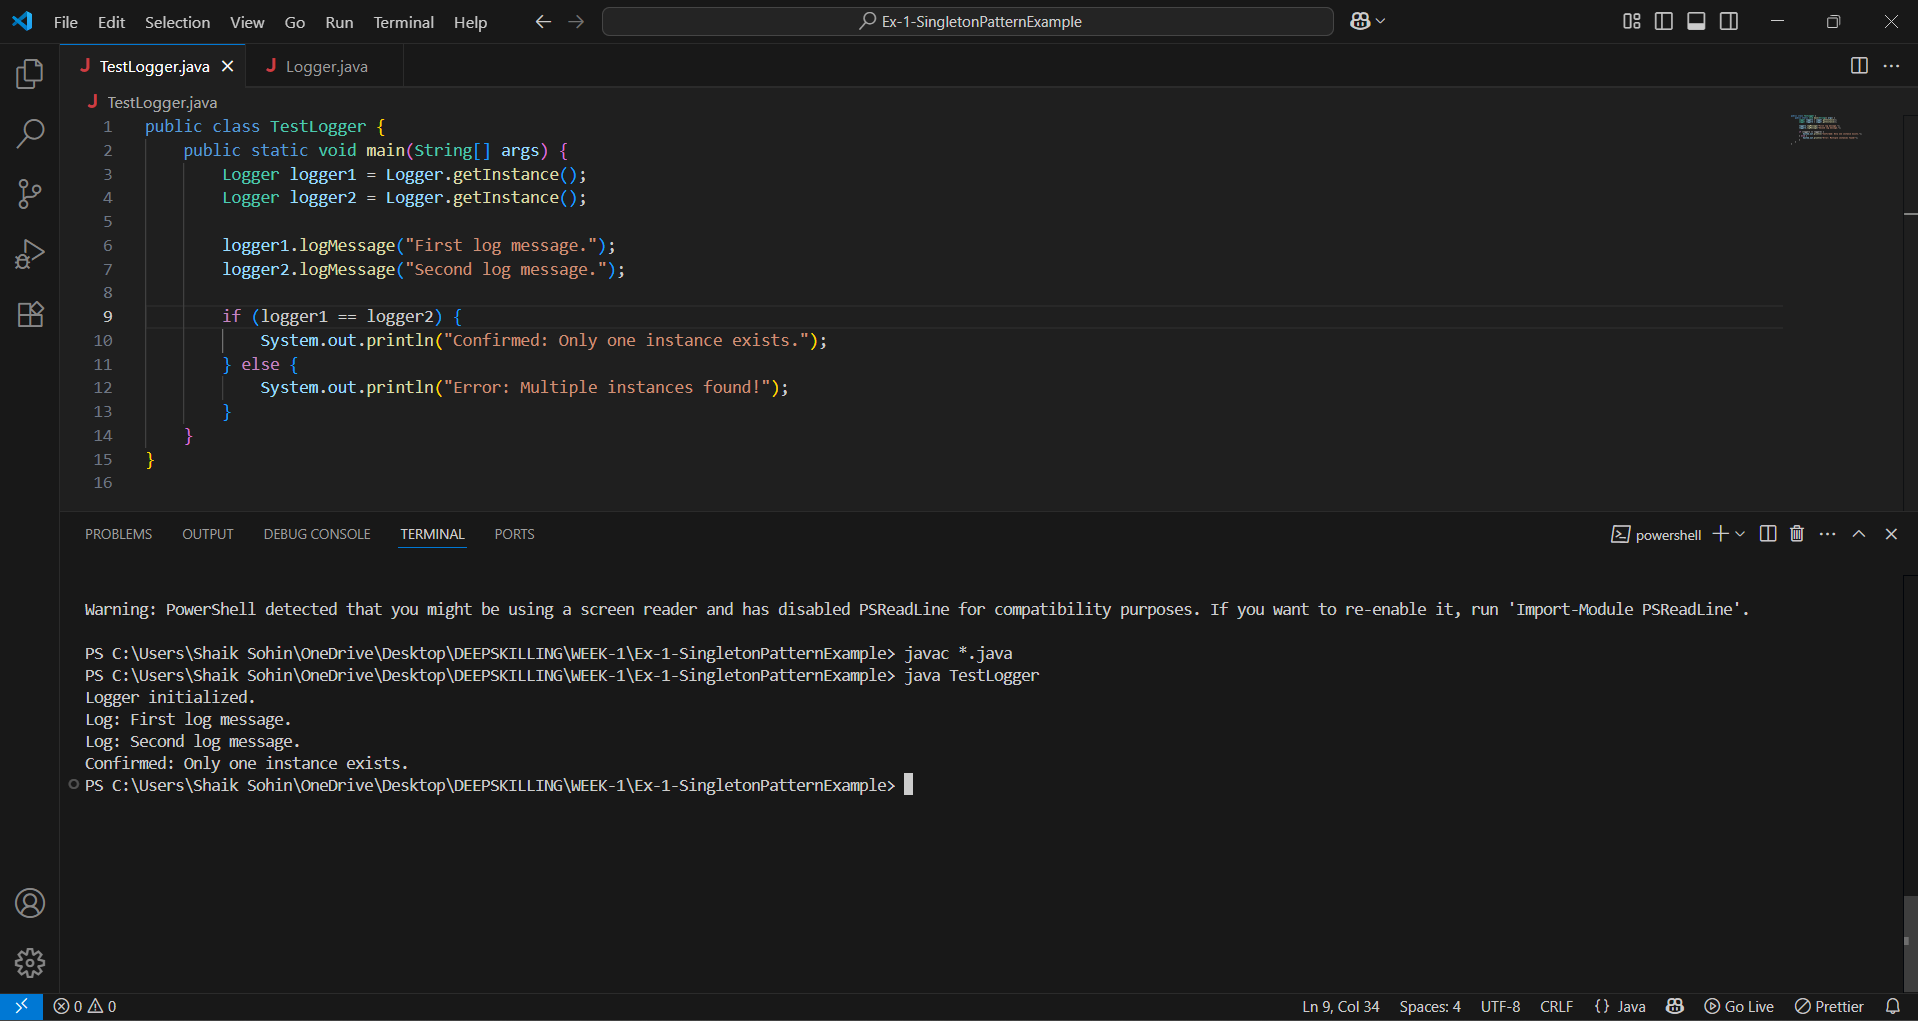 File Edit Selection View Go Run Terminal Help
Ex-1-SingletonPatternExample
J TestLogger.java
J Logger.java
J TestLogger.java
1 public class TestLogger {
2 public static void main(String[] args) {
3 Logger logger1 = Logger.getInstance();
4 Logger logger2 = Logger.getInstance();
5
6 logger1.logMessage("First log message.");
7 logger2.logMessage("Second log message.");
8
9 if (logger1 == logger2) {
10 System.out.println("Confirmed: Only one instance exists.");
11 } else {
12 System.out.println("Error: Multiple instances found!");
13 }
14 }
15 }
16
PROBLEMS OUTPUT DEBUG CONSOLE TERMINAL PORTS
powershell
Warning: PowerShell detected that you might be using a screen reader and has disabled PSReadLine for compatibility purposes. If you want to re-enable it, run 'Import-Module PSReadLine'.
PS C:\Users\Shaik Sohin\OneDrive\Desktop\DEEPSKILLING\WEEK-1\Ex-1-SingletonPatternExample> javac *.java
PS C:\Users\Shaik Sohin\OneDrive\Desktop\DEEPSKILLING\WEEK-1\Ex-1-SingletonPatternExample> java TestLogger
Logger initialized.
Log: First log message.
Log: Second log message.
Confirmed: Only one instance exists.
PS C:\Users\Shaik Sohin\OneDrive\Desktop\DEEPSKILLING\WEEK-1\Ex-1-SingletonPatternExample>
0 0
Ln 9, Col 34 Spaces: 4 UTF-8 CRLF {} Java Go Live Prettier